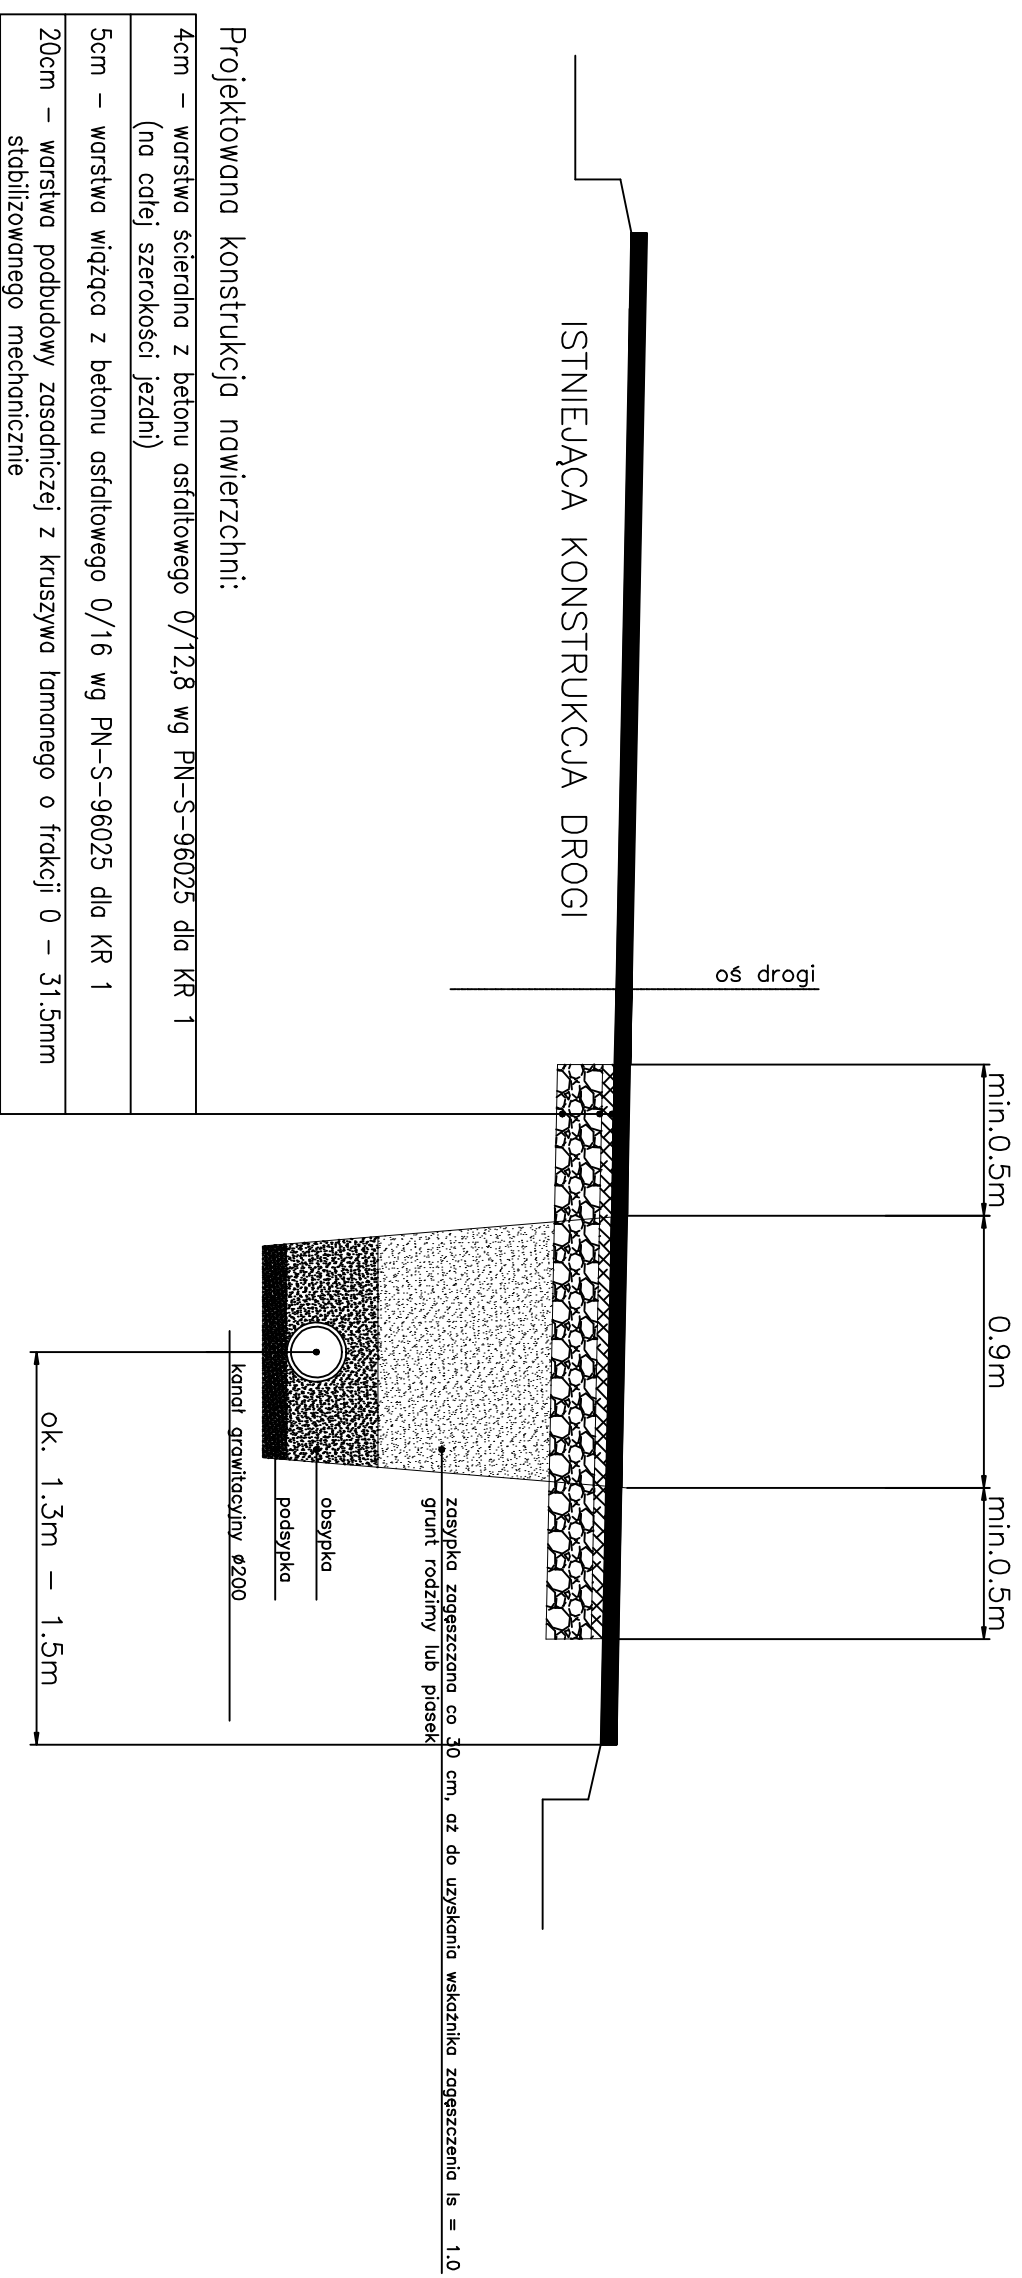 min.0.5m
0.9m
min.0.5m
oś drogi
ISTNIEJĄCA KONSTRUKCJA DROGI
zasypka zagęszczana co 30 cm, aż do uzyskania wskaźnika zagęszczenia Is = 1.0
grunt rodzimy lub piasek
obsypka
podsypka
kanał grawitacyjny ø200
ok. 1.3m – 1.5m
Projektowana konstrukcja nawierzchni:
4cm – warstwa ścieralna z betonu asfaltowego 0/12,8 wg PN–S–96025 dla KR 1
(na całej szerokości jezdni)
5cm – warstwa wiążąca z betonu asfaltowego 0/16 wg PN–S–96025 dla KR 1
20cm – warstwa podbudowy zasadniczej z kruszywa łamanego o frakcji 0 – 31.5mm
stabilizowanego mechanicznie